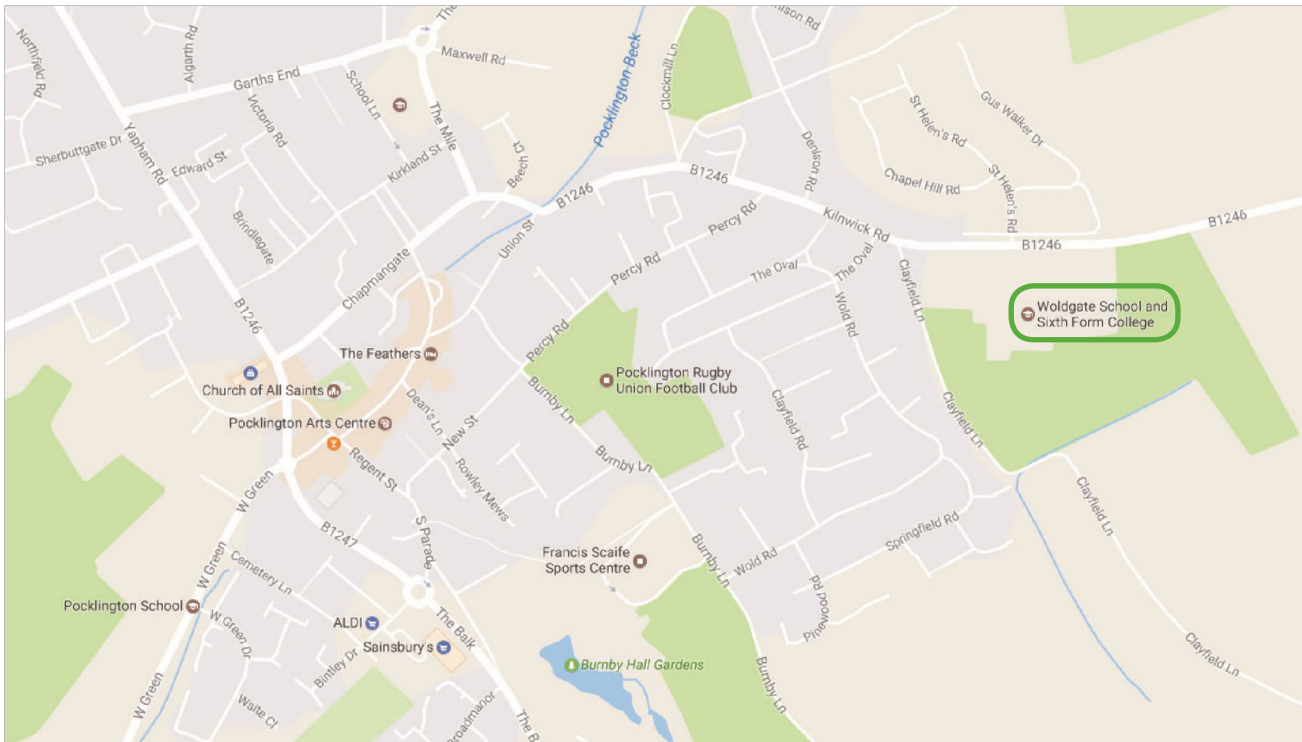 The
nison Rd
Northfield Rd
Algarth Rd
Maxwell Rd
Garths End
School Ln
Pocklington Beck
Clockmill Ln
Gus Walker Dr
St Helen's Rd
Victoria Rd
The Mile
Yapham Rd
Sherbuttgate Dr
Edward St
Kirkland St
Beech Ct
Denison Rd
B1246
B1246
Chapel Hill Rd
St Helen's Rd
Brindlegate
Union St
Percy Rd
Kilnwick Rd
B1246
B1246
Chapmangate
Percy Rd
The Oval
The Oval
Clayfield Ln
B1246
Wold Rd
Woldgate School and
Sixth Form College
Percy Rd
The Feathers
Church of All Saints
Pocklington Rugby
Union Football Club
Dean's Ln
Burnby Ln
Pocklington Arts Centre
New St
Clayfield Rd
Clayfield Ln
Regent St
Rowley Mews
Burnby Ln
W Green
B1247
S Parade
Clayfield Ln
Springfield Rd
Francis Scaife
Sports Centre
Burnby Ln
Wold Rd
W Green
Cemetery Ln
Pinewood Rd
Pocklington School
W Green Dr
ALDI
The Balk
Sainsbury's
Bintley Dr
Burnby Hall Gardens
Burnby Ln
Clayfield Ln
W Green
Waite Cl
Broadmanor
The B